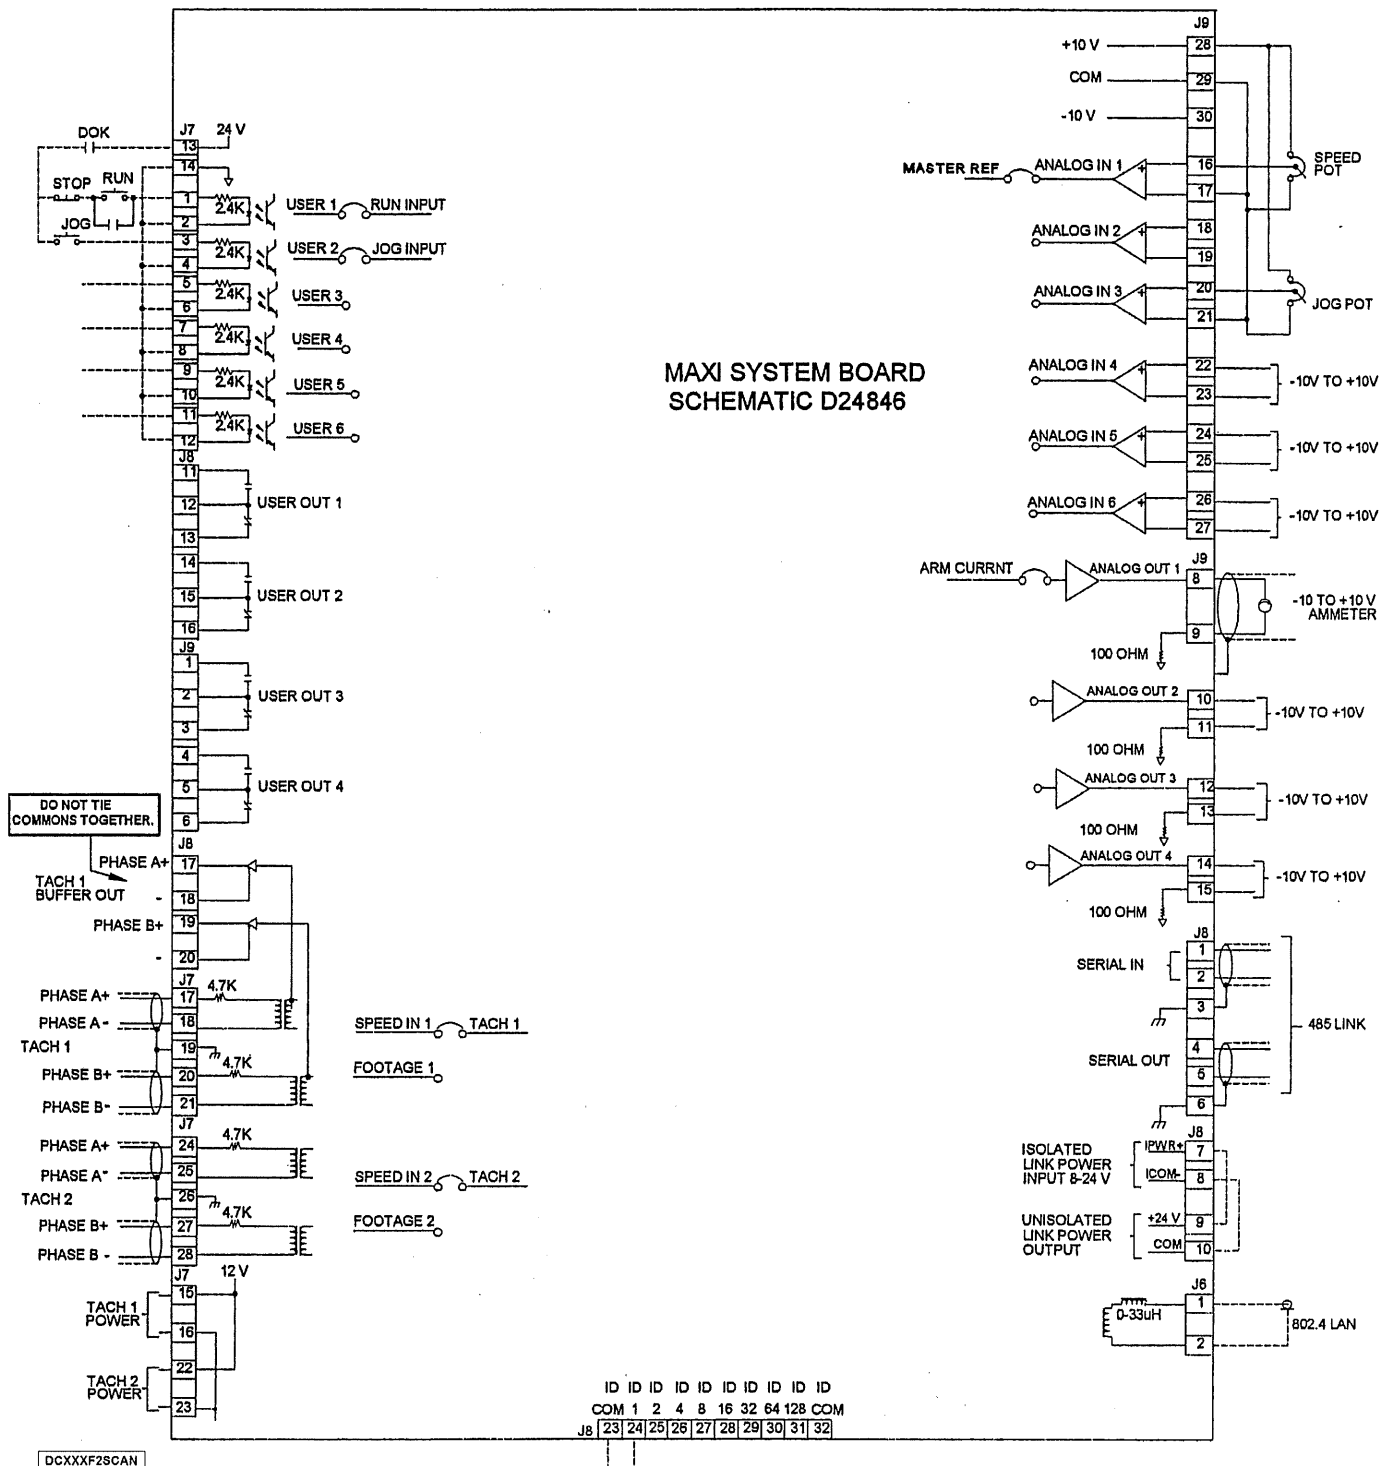 J9
+10 V
28
COM
29
-10 V
30
MASTER REF
ANALOG IN 1
16
17
SPEED
POT
ANALOG IN 2
18
19
ANALOG IN 3
20
21
JOG POT
ANALOG IN 4
22
23
-10V TO +10V
ANALOG IN 5
24
25
-10V TO +10V
ANALOG IN 6
26
27
-10V TO +10V
J9
ARM CURRNT
ANALOG OUT 1
8
9
100 OHM
-10 TO +10 V
AMMETER
ANALOG OUT 2
10
11
100 OHM
-10V TO +10V
ANALOG OUT 3
12
13
100 OHM
-10V TO +10V
ANALOG OUT 4
14
15
100 OHM
-10V TO +10V
J8
SERIAL IN
1
2
3
SERIAL OUT
4
5
6
485 LINK
J8
ISOLATED
LINK POWER
INPUT 8-24 V
IPWR+
7
ICOM-
8
UNISOLATED
LINK POWER
OUTPUT
+24 V
9
COM
10
J6
0-33uH
1
2
802.4 LAN
MAXI SYSTEM BOARD
SCHEMATIC D24846
J7
24 V
DOK
13
14
STOP
RUN
JOG
1
2
2.4K
USER 1
RUN INPUT
3
4
2.4K
USER 2
JOG INPUT
5
6
2.4K
USER 3
7
8
2.4K
USER 4
9
10
2.4K
USER 5
11
12
2.4K
USER 6
J8
11
12
13
USER OUT 1
14
15
16
USER OUT 2
J9
1
2
3
USER OUT 3
4
5
6
USER OUT 4
DO NOT TIE
COMMONS TOGETHER.
J8
PHASE A+
17
TACH 1
BUFFER OUT
-
18
PHASE B+
19
-
20
J7
PHASE A+
17
4.7K
PHASE A-
18
TACH 1
19
PHASE B+
20
4.7K
PHASE B-
21
SPEED IN 1
TACH 1
FOOTAGE 1
J7
PHASE A+
24
4.7K
PHASE A-
25
TACH 2
26
PHASE B+
27
4.7K
PHASE B -
28
SPEED IN 2
TACH 2
FOOTAGE 2
J7
12 V
15
TACH 1
POWER
16
22
TACH 2
POWER
23
ID ID ID ID ID ID ID ID ID ID
COM 1 2 4 8 16 32 64 128 COM
J8 23 24 25 26 27 28 29 30 31 32
DCXXXF2SCAN